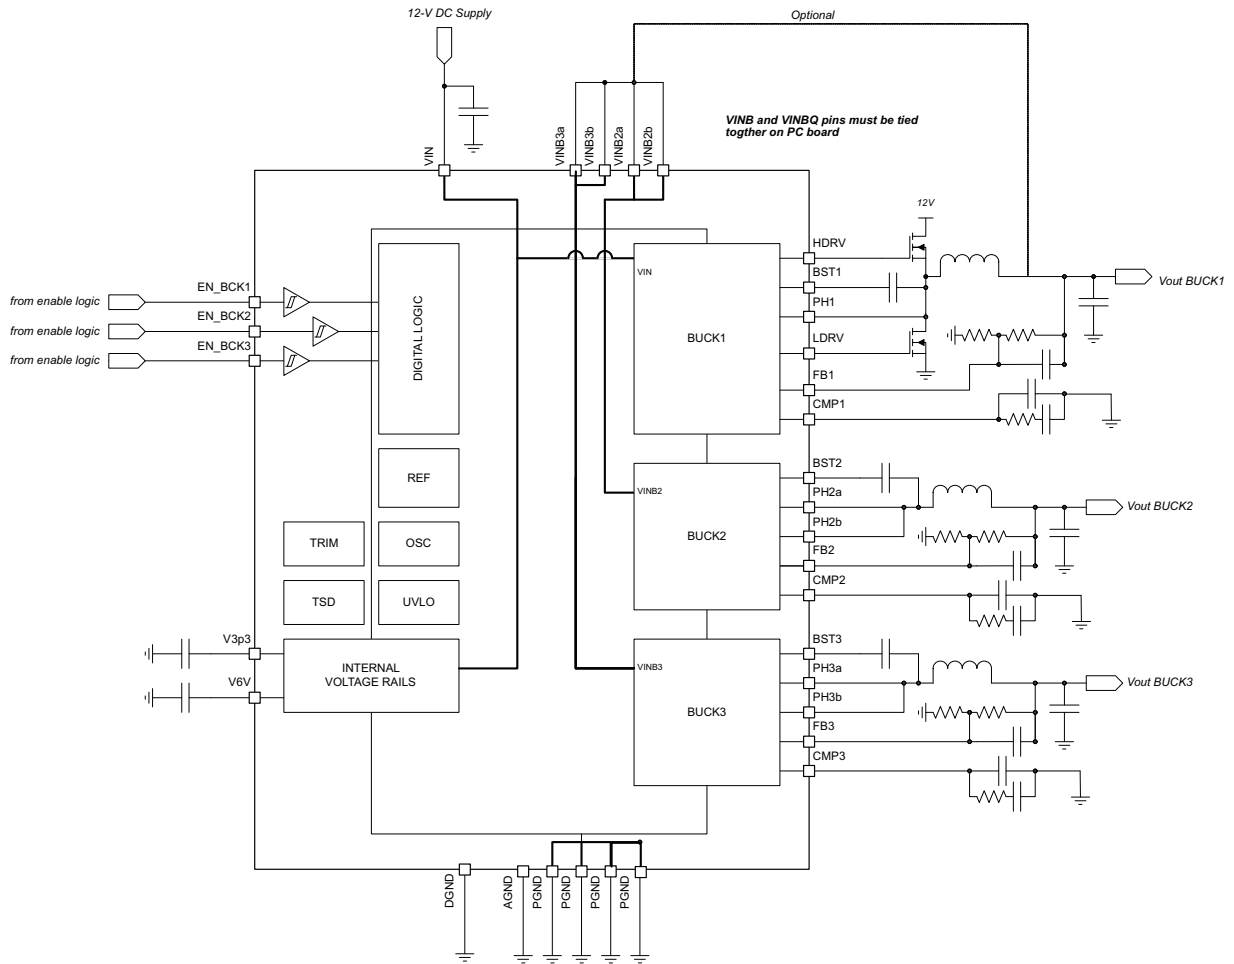 12-V DC Supply
Optional
VINB and VINBQ pins must be tied
togther on PC board
VIN
VINB3a
VINB3b
VINB2a
VINB2b
12V
HDRV
BST1
PH1
LDRV
FB1
CMP1
VIN
BUCK1
Vout BUCK1
EN_BCK1
from enable logic
EN_BCK2
from enable logic
EN_BCK3
from enable logic
DIGITAL LOGIC
REF
TRIM
OSC
TSD
UVLO
BST2
PH2a
PH2b
FB2
CMP2
VINB2
BUCK2
Vout BUCK2
V3p3
V6V
INTERNAL
VOLTAGE RAILS
BST3
PH3a
PH3b
FB3
CMP3
VINB3
BUCK3
Vout BUCK3
DGND
AGND
PGND
PGND
PGND
PGND